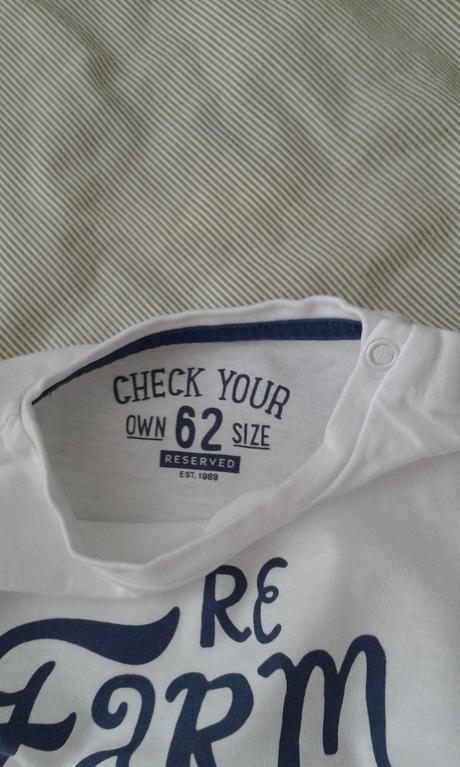 CHECK YOUR
OWN 62 SIZE
RESERVED
EST. 1989
RE
FARM